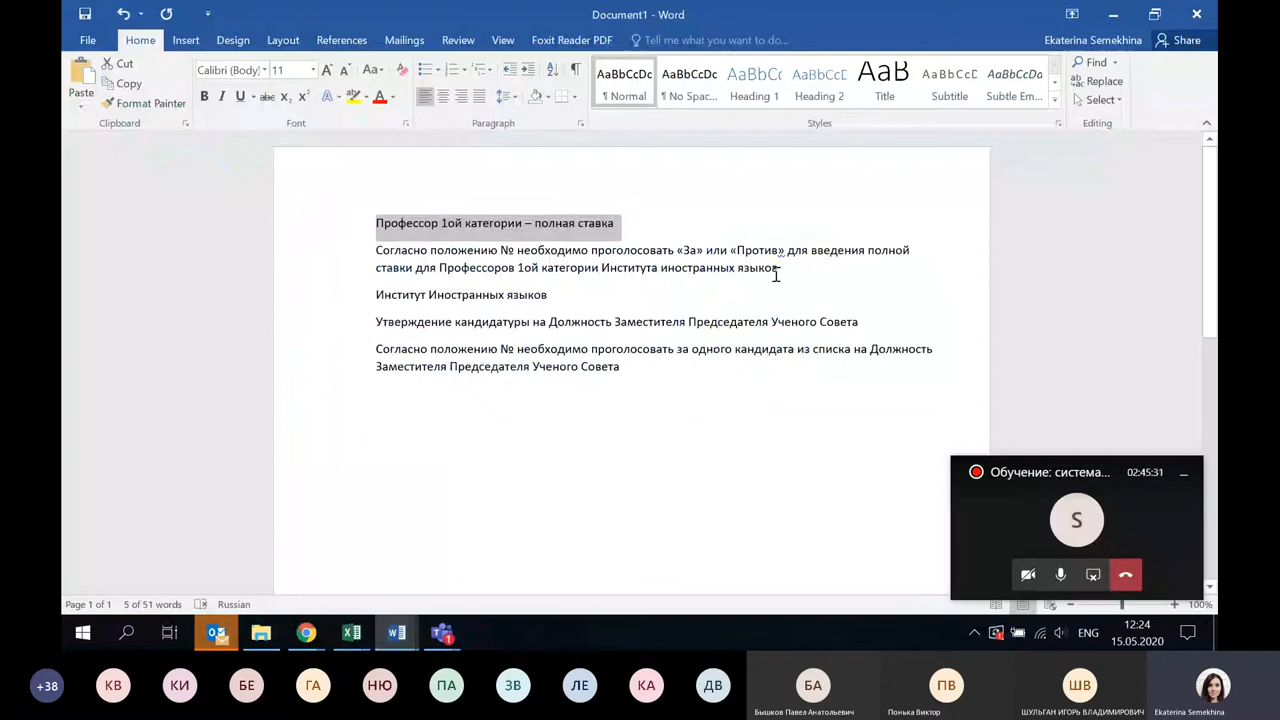 Document1 - Word
File Home Insert Design Layout References Mailings Review View Foxit Reader PDF Tell me what you want to do... Ekaterina Semekhina Share
Paste Cut Copy Format Painter
Calibri (Body) 11
AaBbCcDc AaBbCcDc AaBbCc AaBbCcC AaB AaBbCcC AaBbCcDa
¶ Normal ¶ No Spac... Heading 1 Heading 2 Title Subtitle Subtle Em...
Find Replace Select
Clipboard Font Paragraph Styles Editing
Профессор 1ой категории – полная ставка
Согласно положению № необходимо проголосовать «За» или «Против» для введения полной
ставки для Профессоров 1ой категории Института иностранных языков
Институт Иностранных языков
Утверждение кандидатуры на Должность Заместителя Председателя Ученого Совета
Согласно положению № необходимо проголосовать за одного кандидата из списка на Должность
Заместителя Председателя Ученого Совета
Обучение: система... 02:45:31
S
Page 1 of 1 5 of 51 words Russian 100%
ENG 12:24
15.05.2020
+38 КВ КИ БЕ ГА НЮ ПА ЗВ ЛЕ КА ДВ БА ПВ ШВ
Бышков Павел Анатольевич Понька Виктор ШУЛЬГАН ИГОРЬ ВЛАДИМИРОВИЧ Ekaterina Semekhina